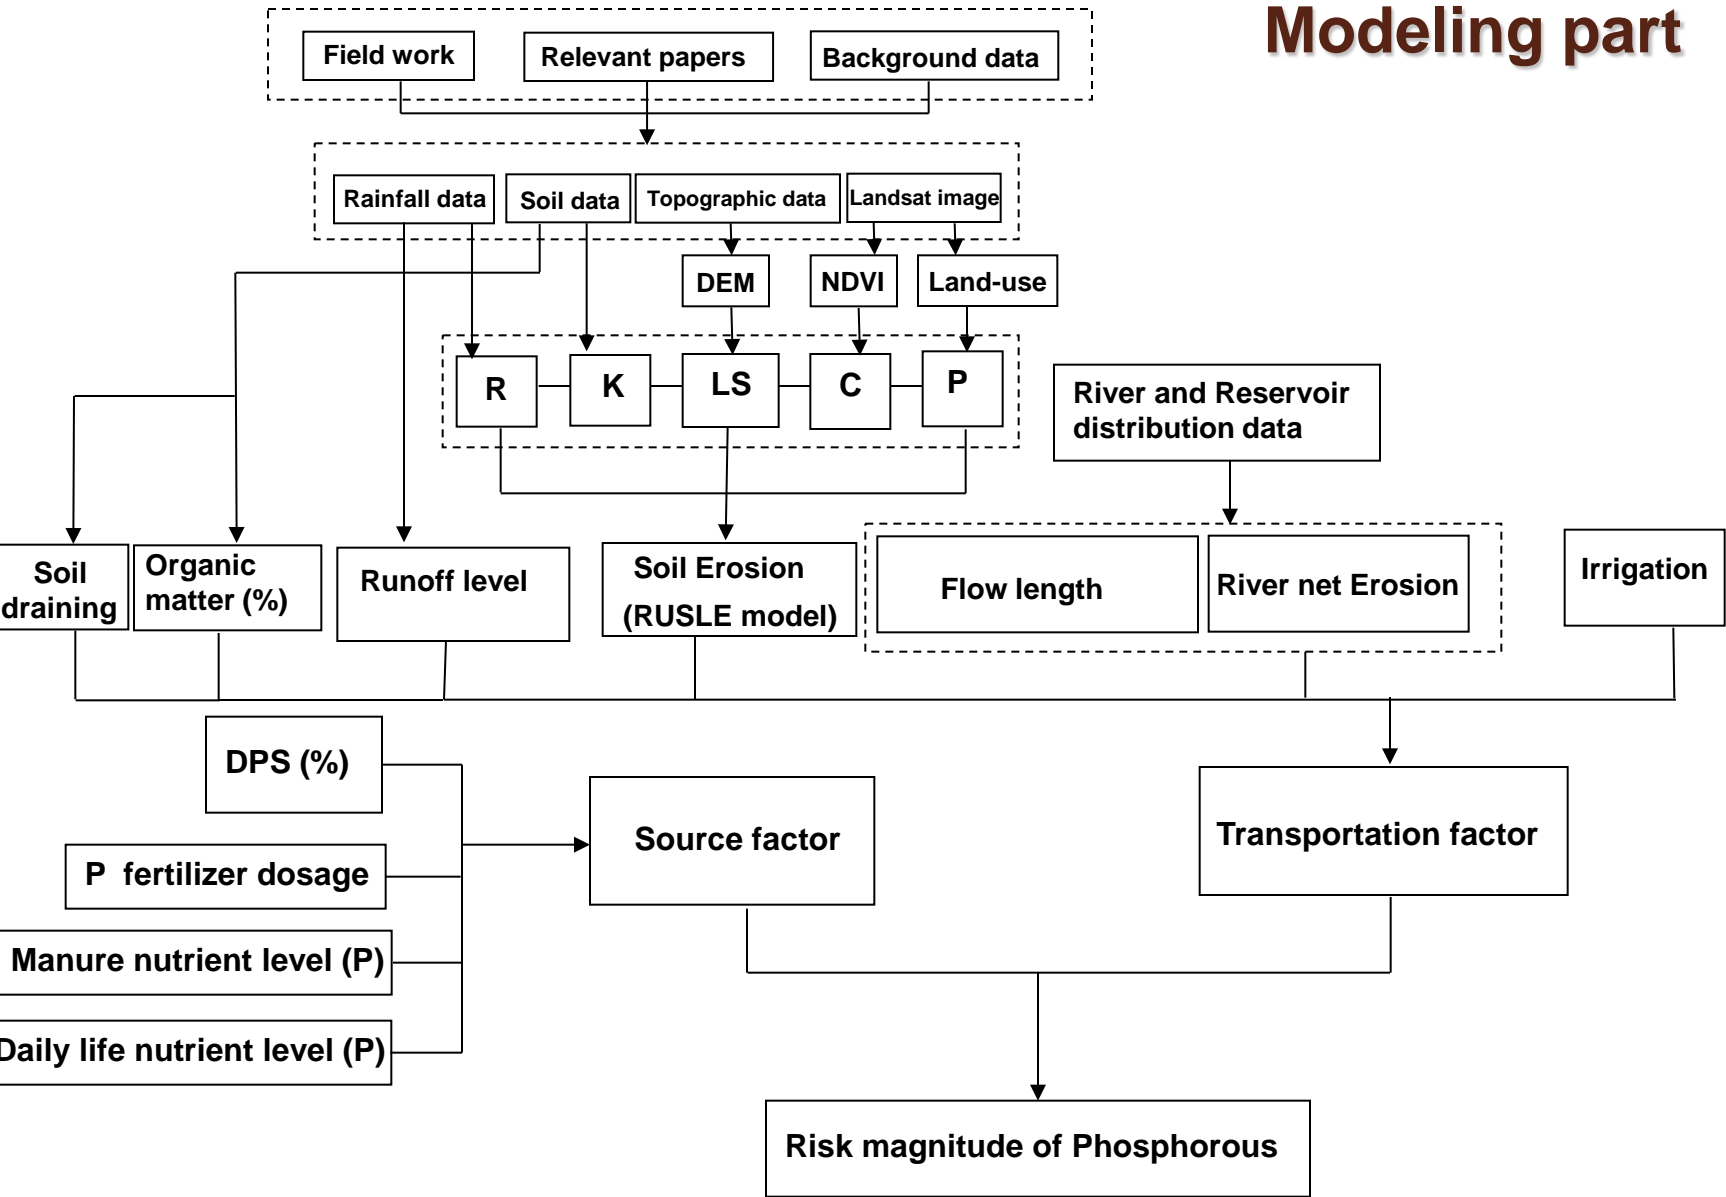 Modeling part
Field work
Relevant papers
Background data
Rainfall data
Soil data
Topographic data
Landsat image
DEM
NDVI
Land-use
R
K
LS
C
P
River and Reservoir
distribution data
Soil
draining
Organic
matter (%)
Runoff level
Soil Erosion
(RUSLE model)
Flow length
River net Erosion
Irrigation
DPS (%)
P fertilizer dosage
Manure nutrient level (P)
Daily life nutrient level (P)
Source factor
Transportation factor
Risk magnitude of Phosphorous